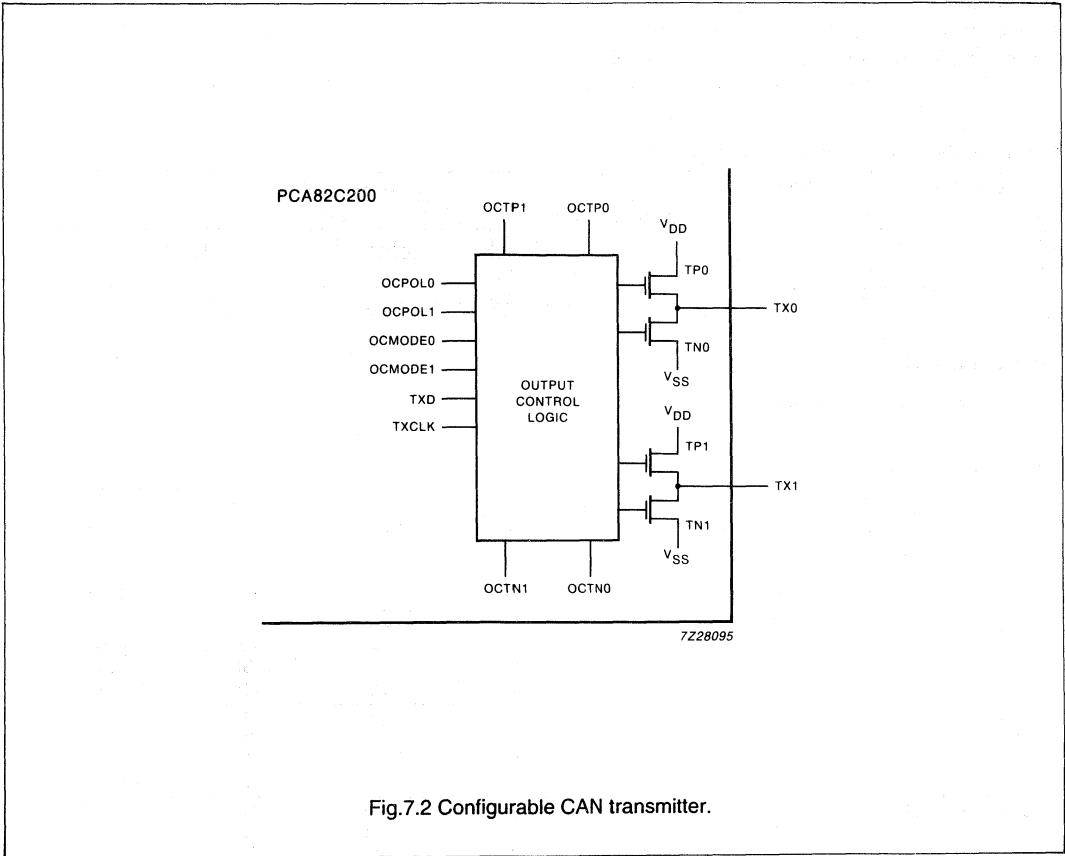 PCA82C200
OCTP1
OCTP0
VDD
TP0
OCPOL0
OCPOL1
TX0
OCMODE0
TN0
OCMODE1
VSS
OUTPUT
CONTROL
LOGIC
TXD
TXCLK
VDD
TP1
TX1
TN1
VSS
OCTN1
OCTN0
7Z28095
Fig.7.2 Configurable CAN transmitter.